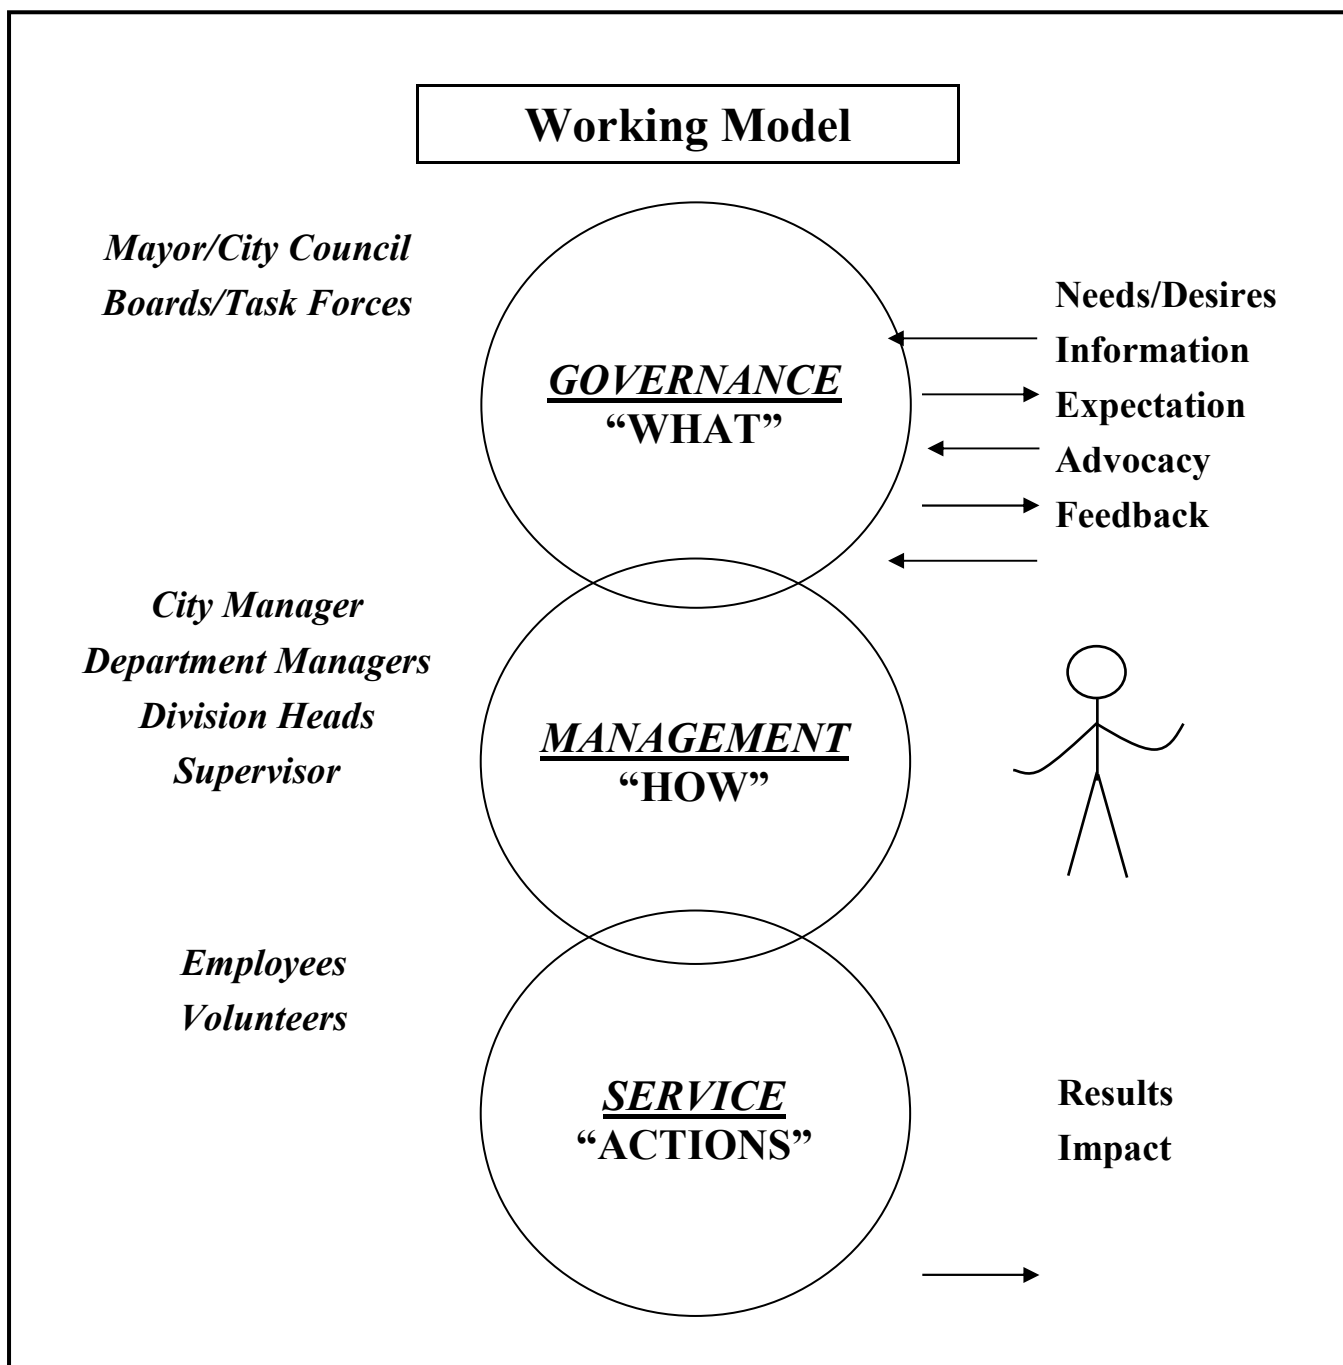 Working Model
Mayor/City Council
Boards/Task Forces
Needs/Desires
Information
Expectation
Advocacy
Feedback
GOVERNANCE
“WHAT”
City Manager
Department Managers
Division Heads
Supervisor
MANAGEMENT
“HOW”
Employees
Volunteers
SERVICE
“ACTIONS”
Results
Impact